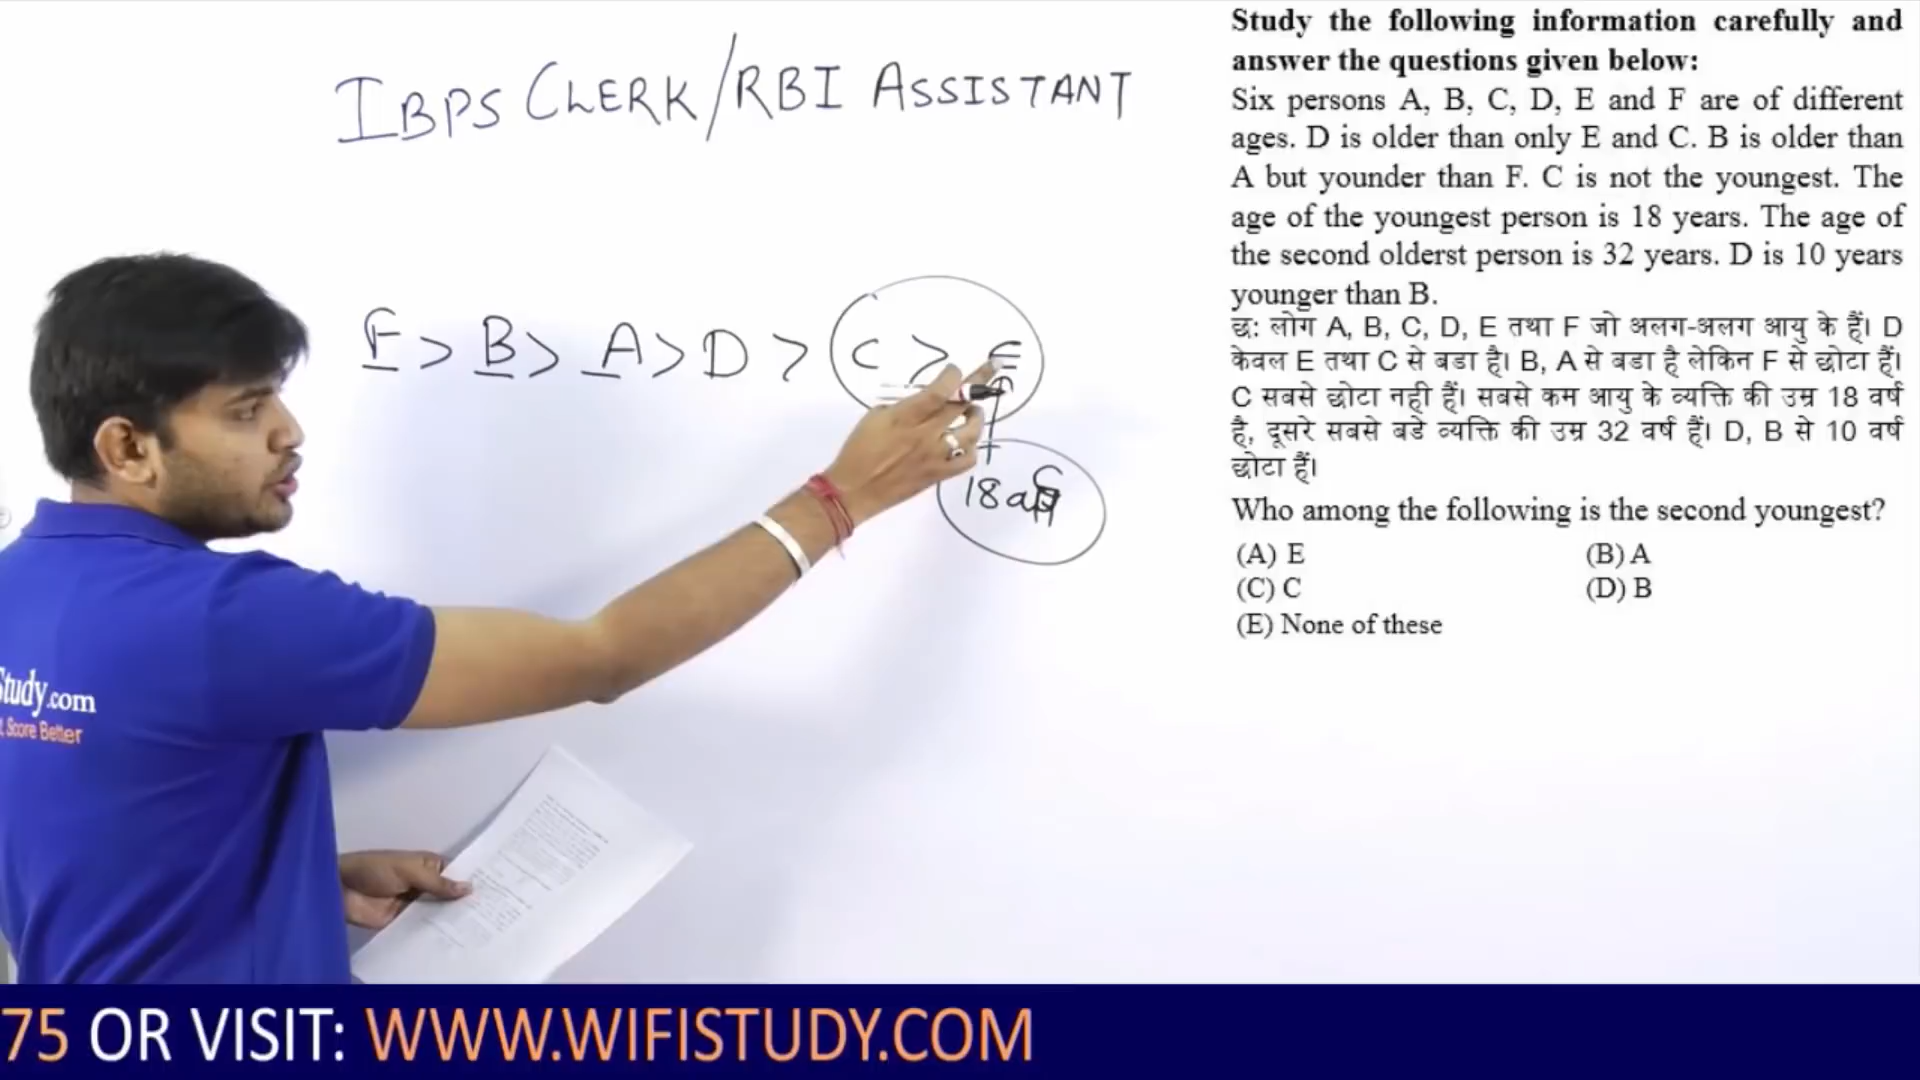 IBPS CLERK/RBI ASSISTANT
F > B > A > D > C > E
18
Study the following information carefully and
answer the questions given below:
Six persons A, B, C, D, E and F are of different
ages. D is older than only E and C. B is older than
A but younder than F. C is not the youngest. The
age of the youngest person is 18 years. The age of
the second olderst person is 32 years. D is 10 years
younger than B.
छ: लोग A, B, C, D, E तथा F जो अलग-अलग आयु के हैं। D
केवल E तथा C से बडा है। B, A से बडा है लेकिन F से छोटा हैं।
C सबसे छोटा नही हैं। सबसे कम आयु के व्यक्ति की उम्र 18 वर्ष
है, दूसरे सबसे बडे व्यक्ति की उम्र 32 वर्ष हैं। D, B से 10 वर्ष
छोटा हैं।
Who among the following is the second youngest?
(A) E (B) A
(C) C (D) B
(E) None of these
Study.com
t Score Better
75 OR VISIT: WWW.WIFISTUDY.COM